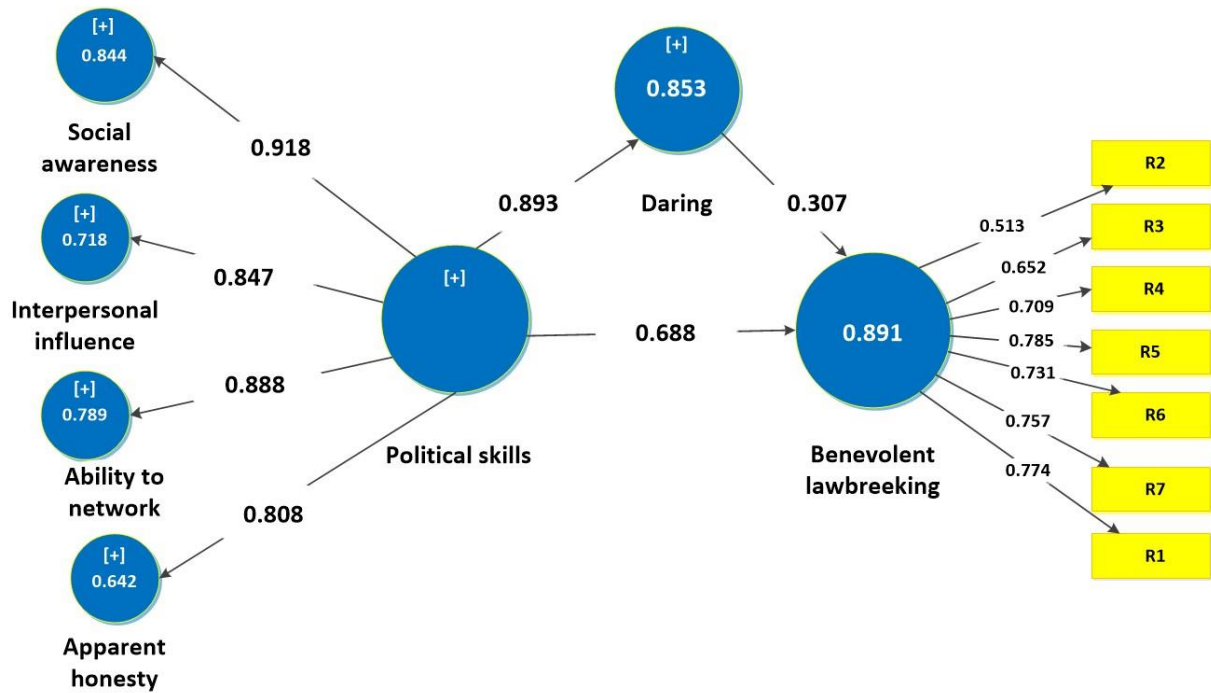 [+]
0.844
Social
awareness
[+]
0.718
Interpersonal
influence
[+]
0.789
Ability to
network
[+]
0.642
Apparent
honesty
0.918
0.847
0.888
0.808
[+]
Political skills
0.893
0.688
[+]
0.853
Daring
0.307
0.891
Benevolent
lawbreeking
0.513
0.652
0.709
0.785
0.731
0.757
0.774
R2
R3
R4
R5
R6
R7
R1